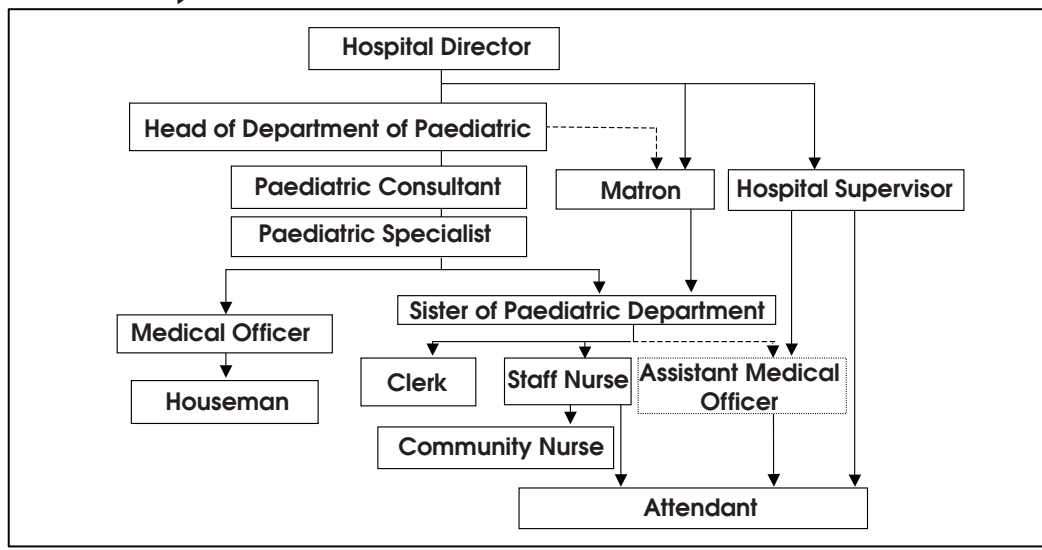 Hospital Director
Head of Department of Paediatric
Paediatric Consultant
Matron
Hospital Supervisor
Paediatric Specialist
Sister of Paediatric Department
Medical Officer
Clerk
Staff Nurse
Assistant Medical
Officer
Houseman
Community Nurse
Attendant